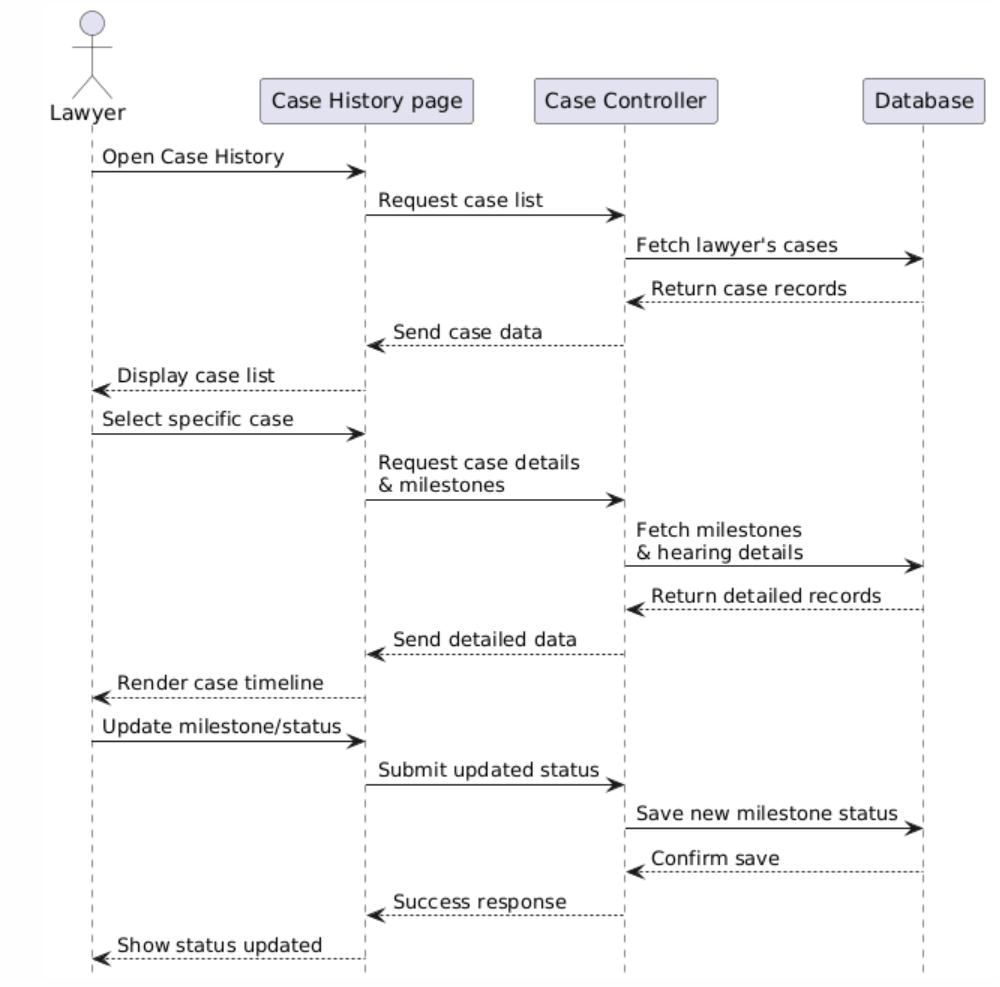 Lawyer
Case History page
Case Controller
Database
Open Case History
Request case list
Fetch lawyer's cases
Return case records
Send case data
Display case list
Select specific case
Request case details
& milestones
Fetch milestones
& hearing details
Return detailed records
Send detailed data
Render case timeline
Update milestone/status
Submit updated status
Save new milestone status
Confirm save
Success response
Show status updated